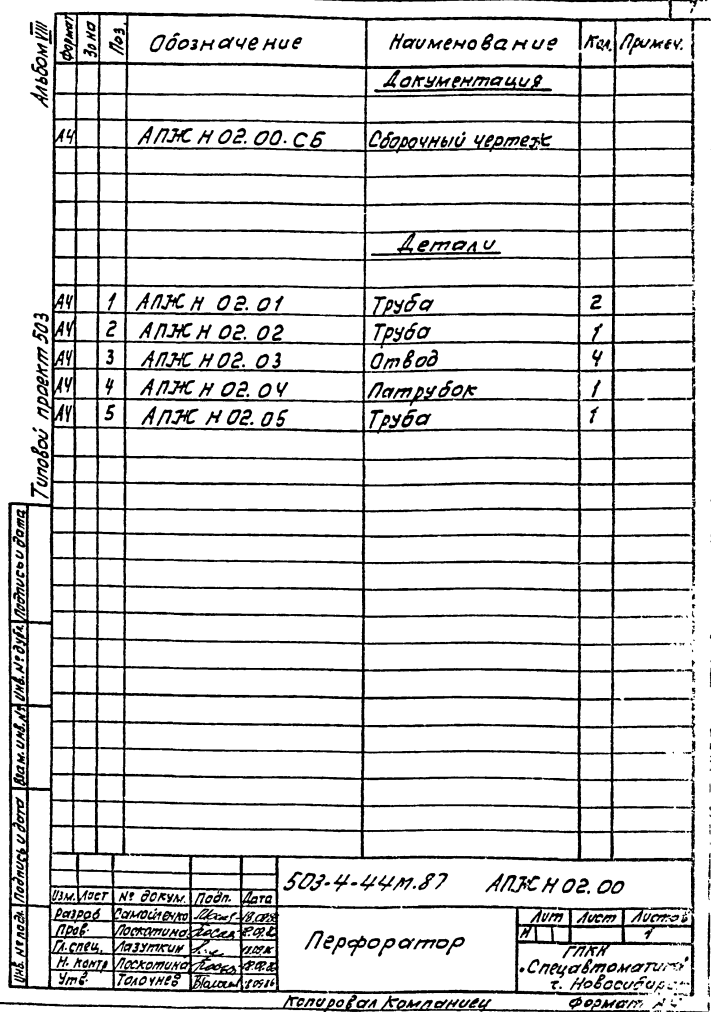 Альбом VIII
Типовой проект 503
Формат Зона Поз. Обозначение Наименование Кол. Примеч.
Документация
А4 АПЖ Н 02.00.СБ Сборочный чертеж
Детали
А4 1 АПЖ Н 02.01 Труба 2
А4 2 АПЖ Н 02.02 Труба 1
А4 3 АПЖ Н 02.03 Отвод 4
А4 4 АПЖ Н 02.04 Патрубок 1
А4 5 АПЖ Н 02.05 Труба 1
Инв. № подл. Подпись и дата Взам. инв. № Инв. № дубл. Подпись и дата
503-4-44м.87 АПЖ Н 02.00
Изм. Лист № докум. Подп. Дата
Разраб Самойленко
Пров. Паскотина
Гл. спец. Лазуткин
Н. контр Паскотина
Утв. Толочнев
Перфоратор
Лит Лист Листов
И 1
ГПКИ
"Спецавтоматика"
г. Новосибирск
Копировал Компаниец Формат А4